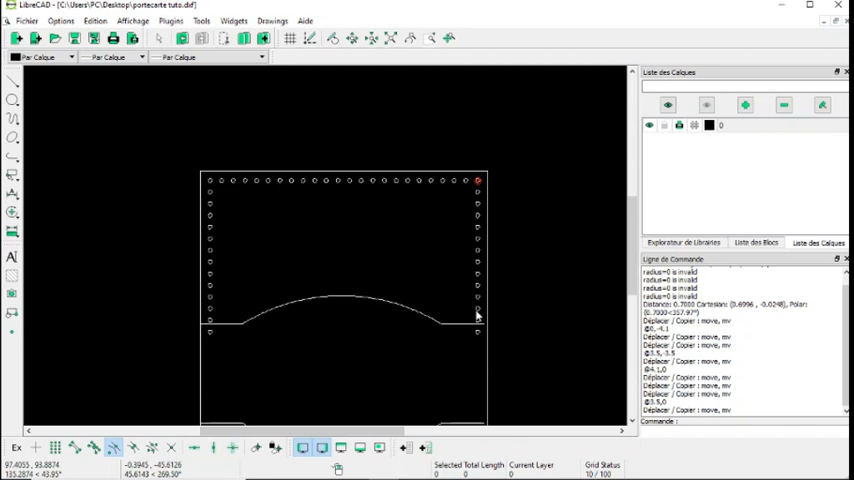 LibreCAD - [C:\Users\PC\Desktop\portecarte tuto.dxf]
Fichier Options Édition Affichage Plugins Tools Widgets Drawings Aide
Par Calque Par Calque Par Calque
Liste des Calques
0
Explorateur de Librairies Liste des Blocs Liste des Calques
Ligne de Commande
radius=0 is invalid
radius=0 is invalid
radius=0 is invalid
radius=0 is invalid
Distance: 0.7000 Cartesian: (0.6996 , -0.0248), Polar:
(0.7000<357.97°)
Déplacer / Copier : move, mv
@0,-4.1
Déplacer / Copier : move, mv
@3.5,-3.5
Déplacer / Copier : move, mv
@4.1,0
Déplacer / Copier : move, mv
Déplacer / Copier : move, mv
@3.5,0
Déplacer / Copier : move, mv
Commande :
Ex
97.4055 , 93.8874 -0.3945 , -45.6126 Selected Total Length Current Layer Grid Status
135.2874 < 43.95° 45.6143 < 269.50° 0 0 0 10 / 100